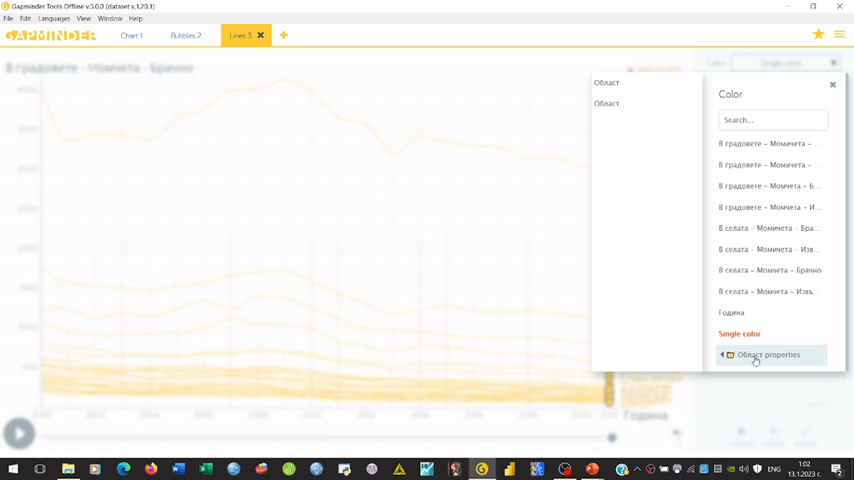 Gapminder Tools Offline v.5.0.0 (dataset v.1.20.1)
File Edit Languages View Window Help
GAPMINDER Chart 1 Bubbles 2 Lines 3
В градовете - Момчета - Брачно
Color Single color
Област
Област
Color
Search...
В градовете - Момичета - ...
В градовете - Момичета - ...
В градовете - Момчета - Б...
В градовете - Момчета - И...
В селата - Момичета - Бра...
В селата - Момичета - Изв...
В селата - Момчета - Брачно
В селата - Момчета - Извъ...
Година
Single color
Област properties
Година
ENG
1:02
13.1.2023 г.